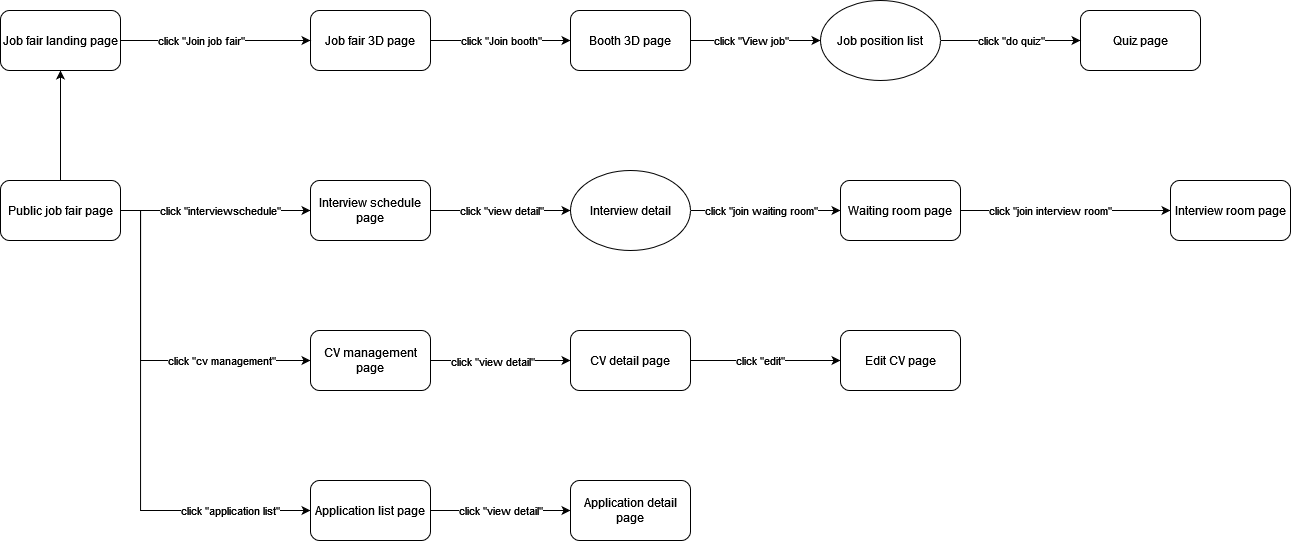 Job fair landing page
click "Join job fair"
Job fair 3D page
click "Join booth"
Booth 3D page
click "View job"
Job position list
click "do quiz"
Quiz page
Public job fair page
click "interviewschedule"
Interview schedule
page
click "view detail"
Interview detail
click "join waiting room"
Waiting room page
click "join interview room"
Interview room page
click "cv management"
CV management
page
click "view detail"
CV detail page
click "edit"
Edit CV page
click "application list"
Application list page
click "view detail"
Application detail
page